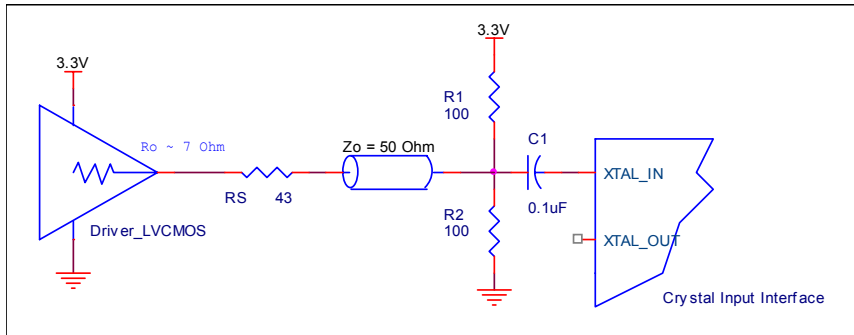 3.3V
3.3V
R1
100
Ro ~ 7 Ohm
Zo = 50 Ohm
C1
XTAL_IN
RS 43
0.1uF
R2
100
Driver_LVCMOS
XTAL_OUT
Crystal Input Interface